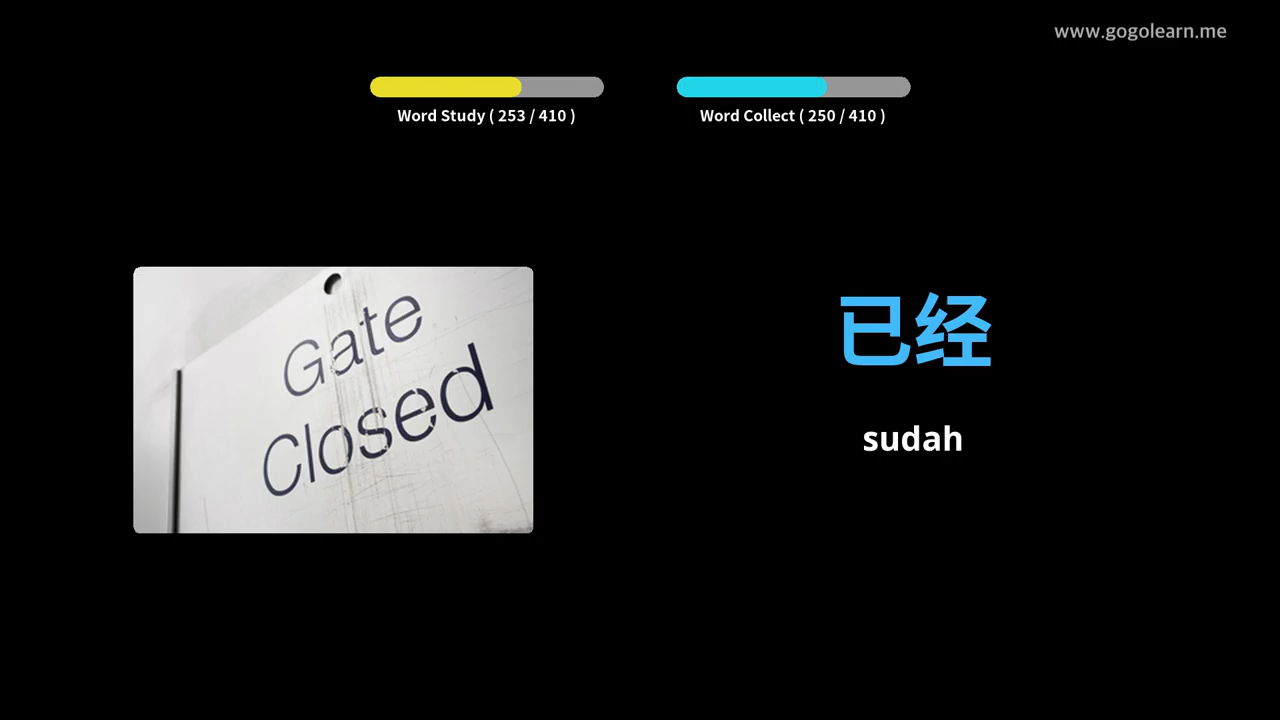 www.gogolearn.me
Word Study ( 253 / 410 )
Word Collect ( 250 / 410 )
Gate
Closed
已经
sudah